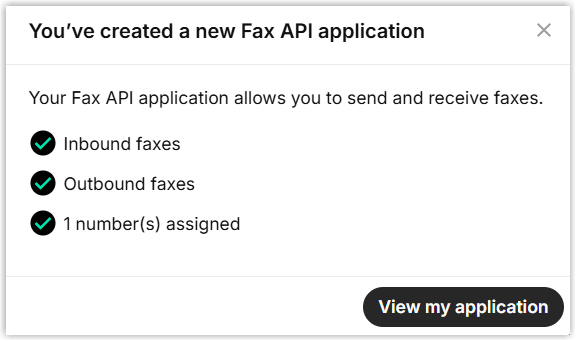 You’ve created a new Fax API application
Your Fax API application allows you to send and receive faxes.
Inbound faxes
Outbound faxes
1 number(s) assigned
View my application